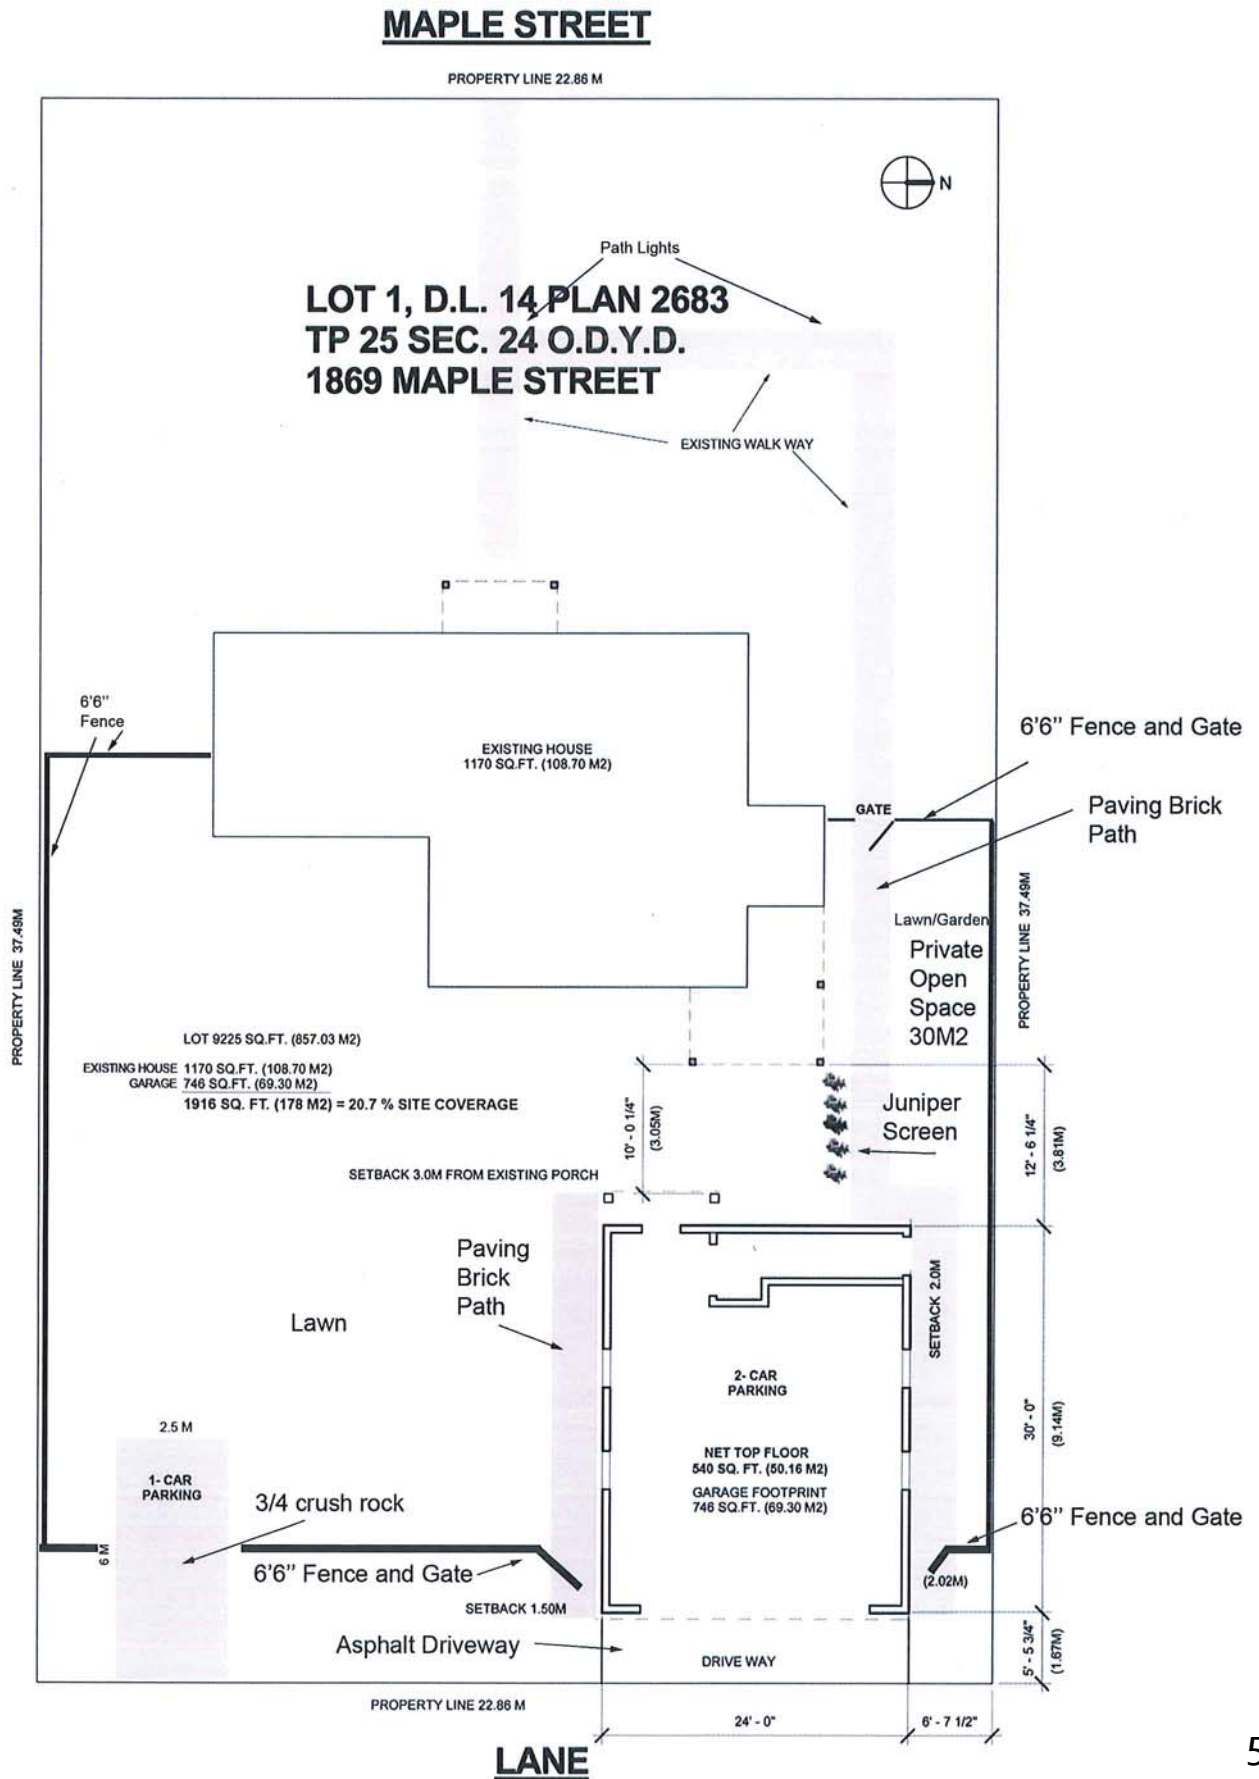 MAPLE STREET
PROPERTY LINE 22.86 M
N
Path Lights
LOT 1, D.L. 14 PLAN 2683
TP 25 SEC. 24 O.D.Y.D.
1869 MAPLE STREET
EXISTING WALK WAY
6'6"
Fence
EXISTING HOUSE
1170 SQ.FT. (108.70 M2)
6'6" Fence and Gate
GATE
Paving Brick
Path
PROPERTY LINE 37.49M
PROPERTY LINE 37.49M
Lawn/Garden
Private
Open
Space
30M2
LOT 9225 SQ.FT. (857.03 M2)
EXISTING HOUSE 1170 SQ.FT. (108.70 M2)
GARAGE 746 SQ.FT. (69.30 M2)
1916 SQ. FT. (178 M2) = 20.7 % SITE COVERAGE
10' - 0 1/4"
(3.05M)
Juniper
Screen
12' - 6 1/4"
(3.81M)
SETBACK 3.0M FROM EXISTING PORCH
Paving
Brick
Path
SETBACK 2.0M
Lawn
2- CAR
PARKING
30' - 0"
(9.14M)
2.5 M
1- CAR
PARKING
NET TOP FLOOR
540 SQ. FT. (50.16 M2)
GARAGE FOOTPRINT
746 SQ.FT. (69.30 M2)
3/4 crush rock
6'6" Fence and Gate
6 M
6'6" Fence and Gate
(2.02M)
SETBACK 1.50M
Asphalt Driveway
DRIVE WAY
5' - 5 3/4"
(1.67M)
PROPERTY LINE 22.86 M
24' - 0"
6' - 7 1/2"
LANE
5